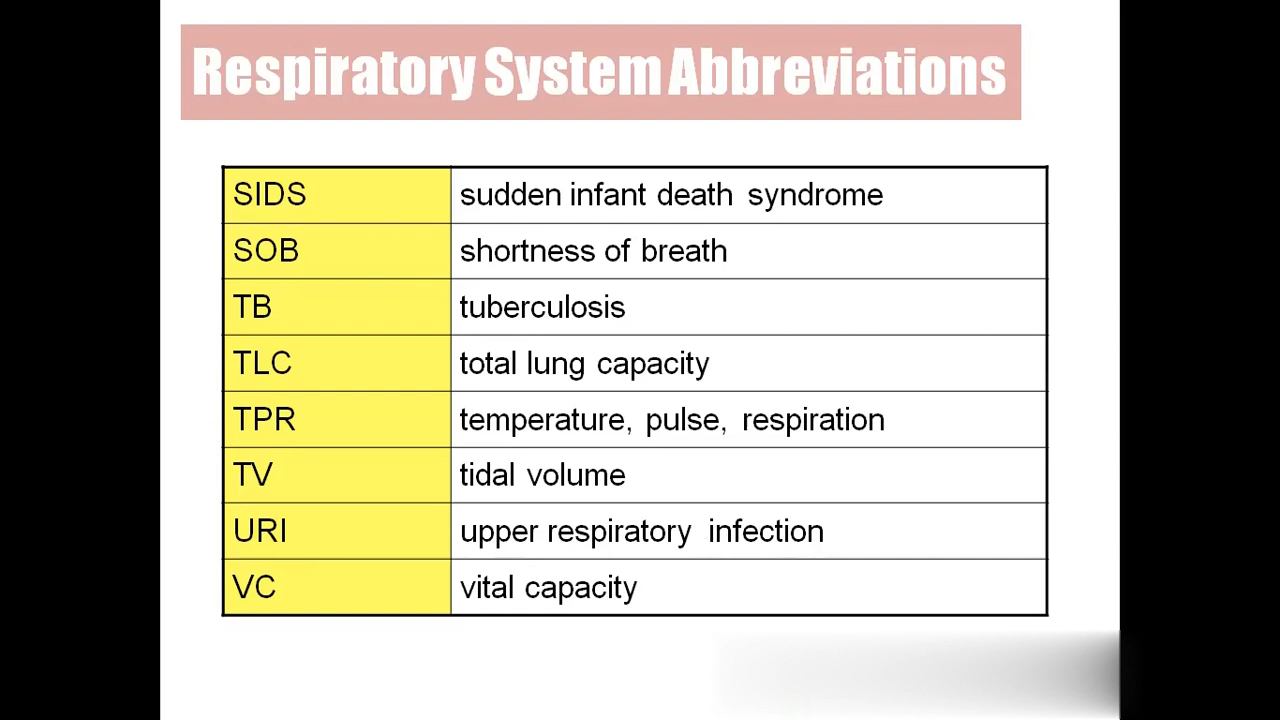 Respiratory System Abbreviations
SIDS sudden infant death syndrome
SOB shortness of breath
TB tuberculosis
TLC total lung capacity
TPR temperature, pulse, respiration
TV tidal volume
URI upper respiratory infection
VC vital capacity